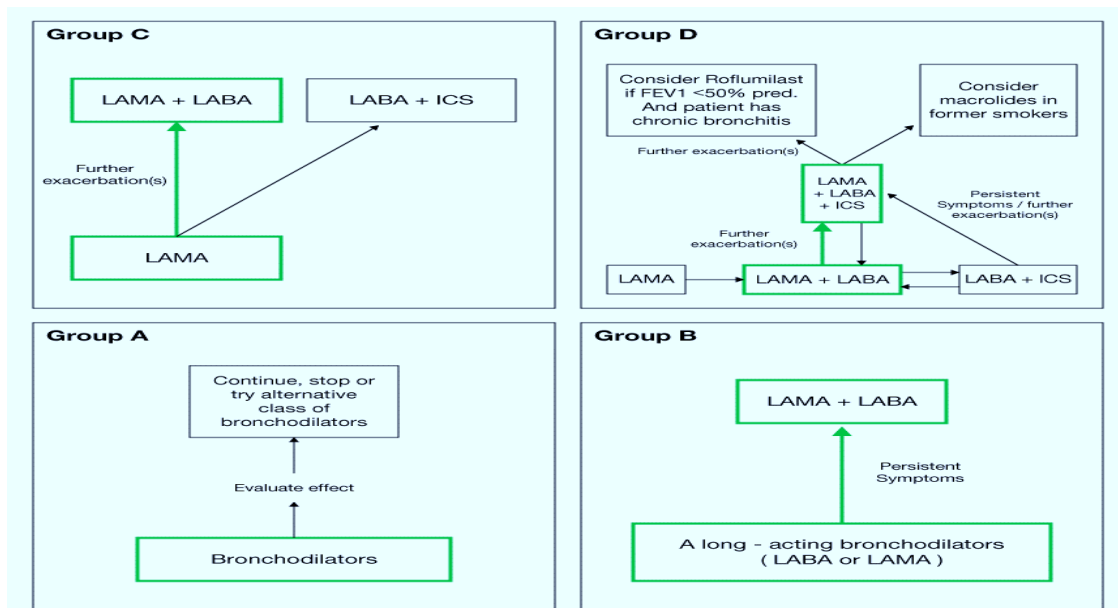 Group C
LAMA + LABA
LABA + ICS
Further
exacerbation(s)
LAMA
Group D
Consider Roflumilast
if FEV1 <50% pred.
And patient has
chronic bronchitis
Consider
macrolides in
former smokers
Further exacerbation(s)
LAMA
+ LABA
+ ICS
Persistent
Symptoms / further
exacerbation(s)
Further
exacerbation(s)
LAMA
LAMA + LABA
LABA + ICS
Group A
Continue, stop or
try alternative
class of
bronchodilators
Evaluate effect
Bronchodilators
Group B
LAMA + LABA
Persistent
Symptoms
A long - acting bronchodilators
( LABA or LAMA )